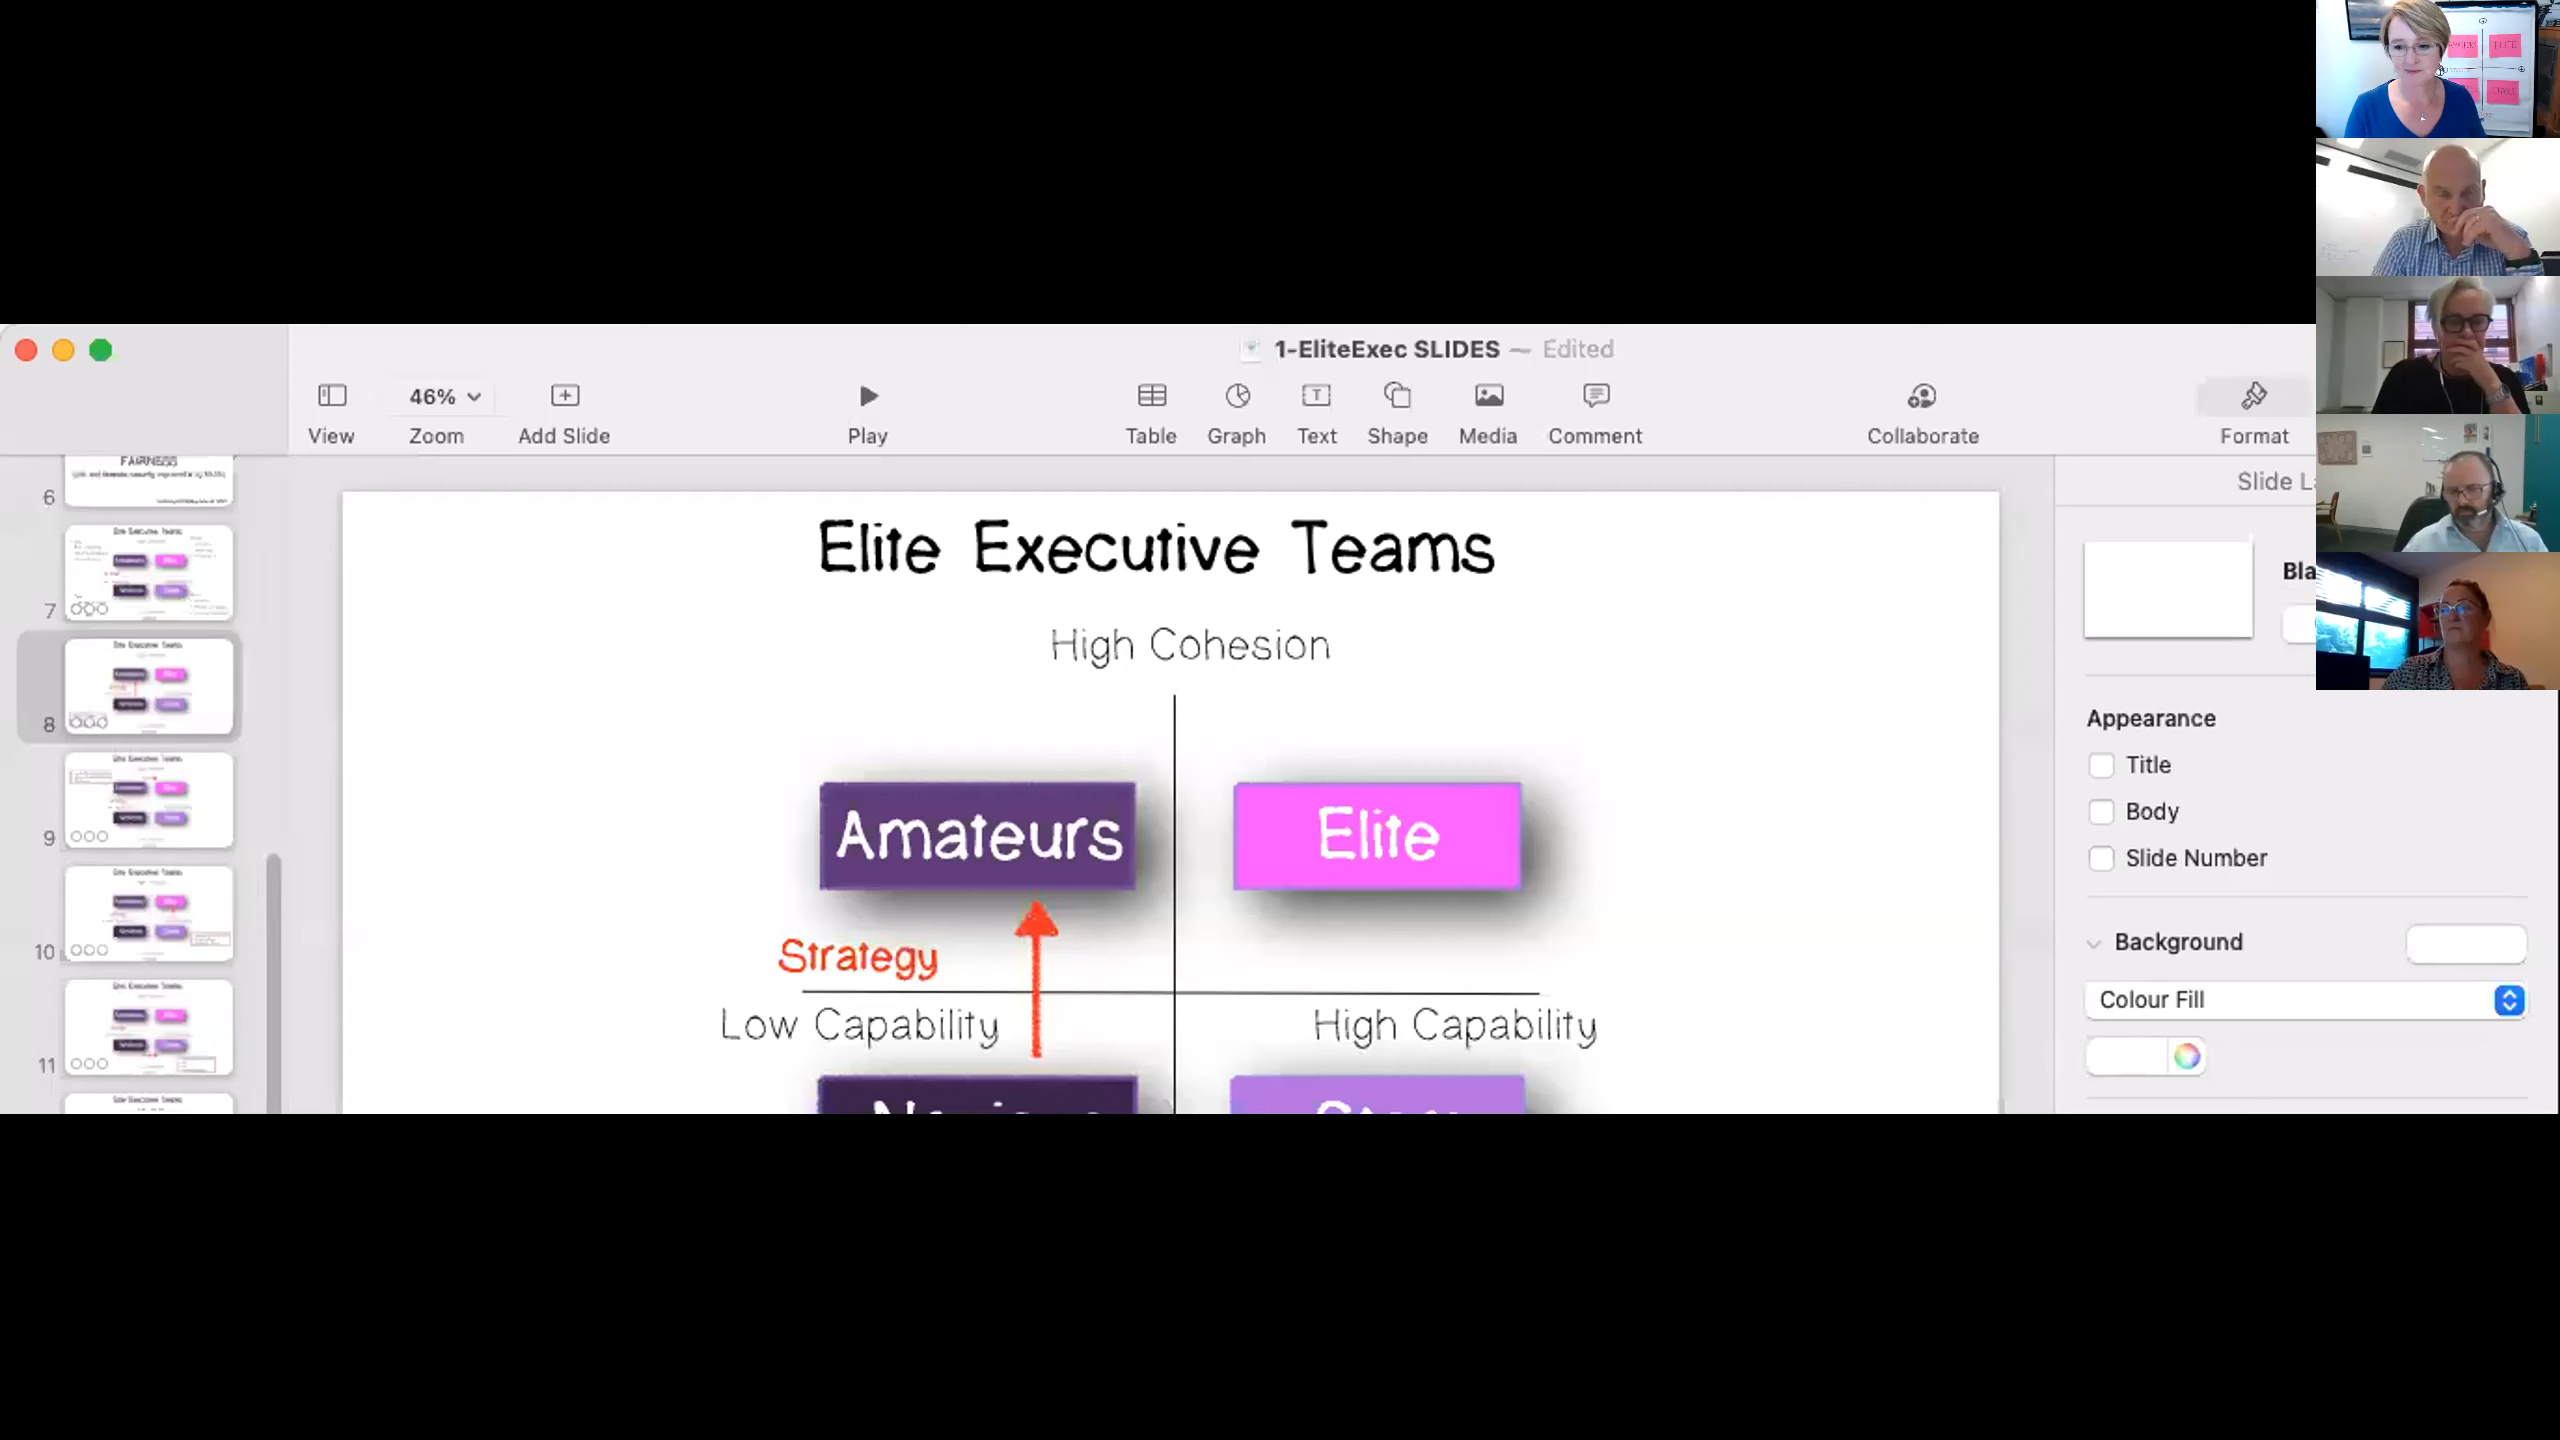 1-EliteExec SLIDES — Edited
46%
View
Zoom
Add Slide
Play
Table
Graph
Text
Shape
Media
Comment
Collaborate
Format
FAIRNESS
6
7
8
9
10
11
Elite Executive Teams
High Cohesion
Amateurs
Elite
Strategy
Low Capability
High Capability
Appearance
Title
Body
Slide Number
Background
Colour Fill
ELITE